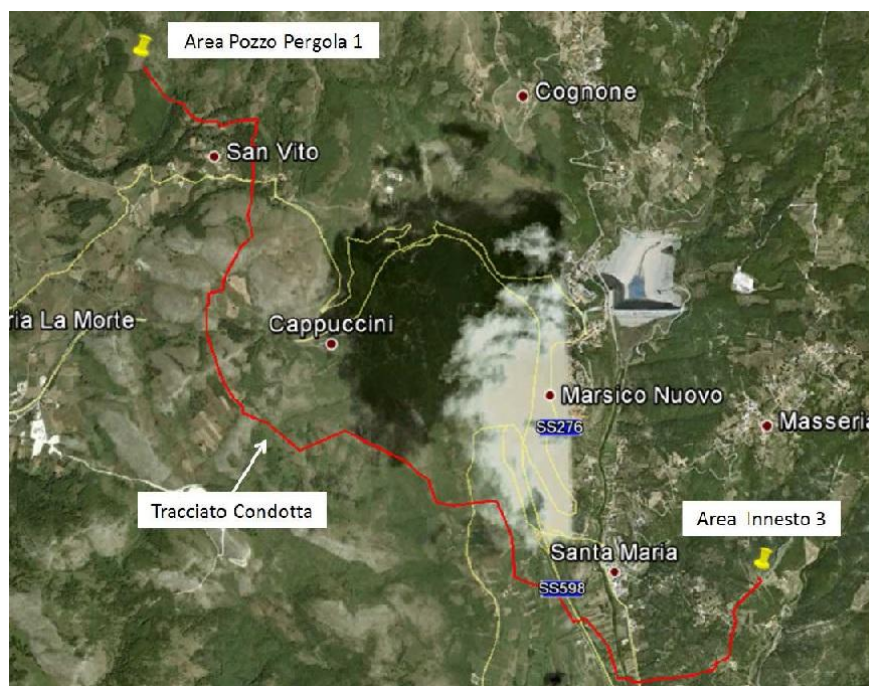 Area Pozzo Pergola 1
Cognone
San Vito
ria La Morte
Cappuccini
Marsico Nuovo
SS276
Masseria
Tracciato Condotta
Area Innesto 3
Santa Maria
SS598